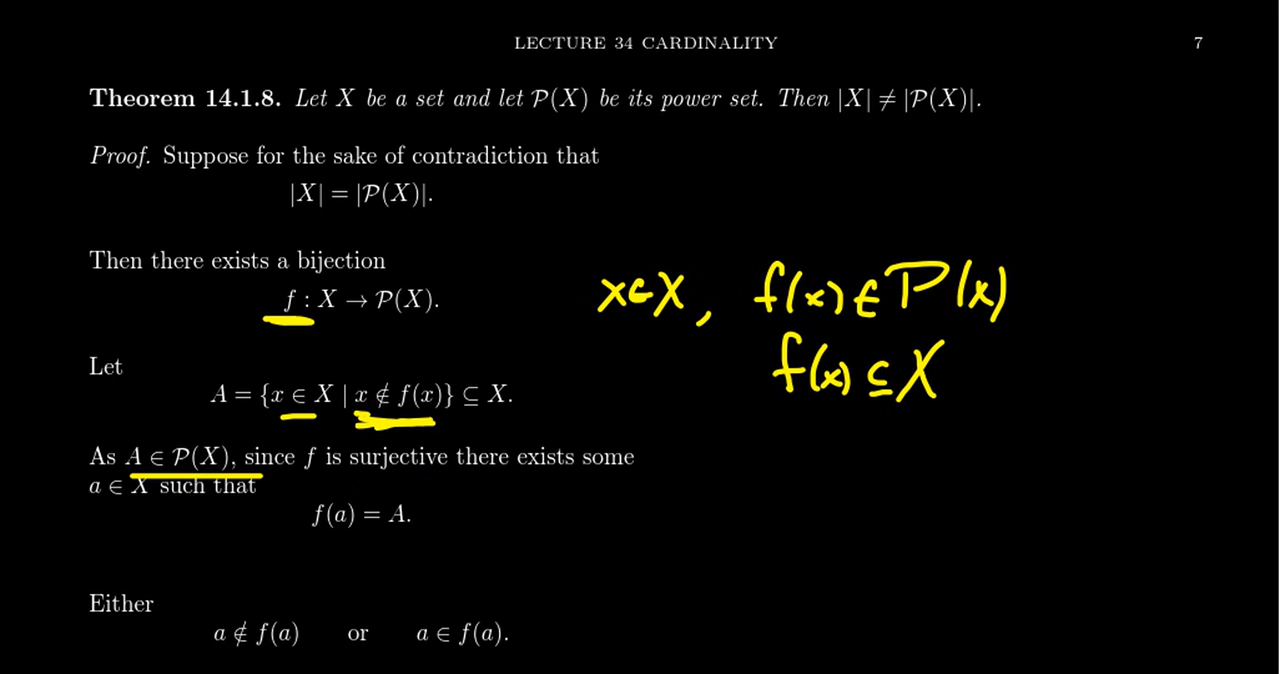 LECTURE 34 CARDINALITY 7
Theorem 14.1.8. Let X be a set and let 𝒫(X) be its power set. Then |X| ≠ |𝒫(X)|.
Proof. Suppose for the sake of contradiction that
|X| = |𝒫(X)|.
Then there exists a bijection
f : X → 𝒫(X).
x∈X, f(x)∈P(X)
f(x)⊆X
Let
A = {x ∈ X | x ∉ f(x)} ⊆ X.
As A ∈ 𝒫(X), since f is surjective there exists some
a ∈ X such that
f(a) = A.
Either
a ∉ f(a) or a ∈ f(a).